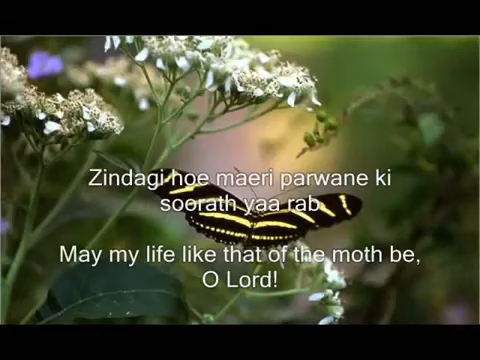 Zindagi hoe maeri parwane ki
soorath yaa rab
May my life like that of the moth be,
O Lord!